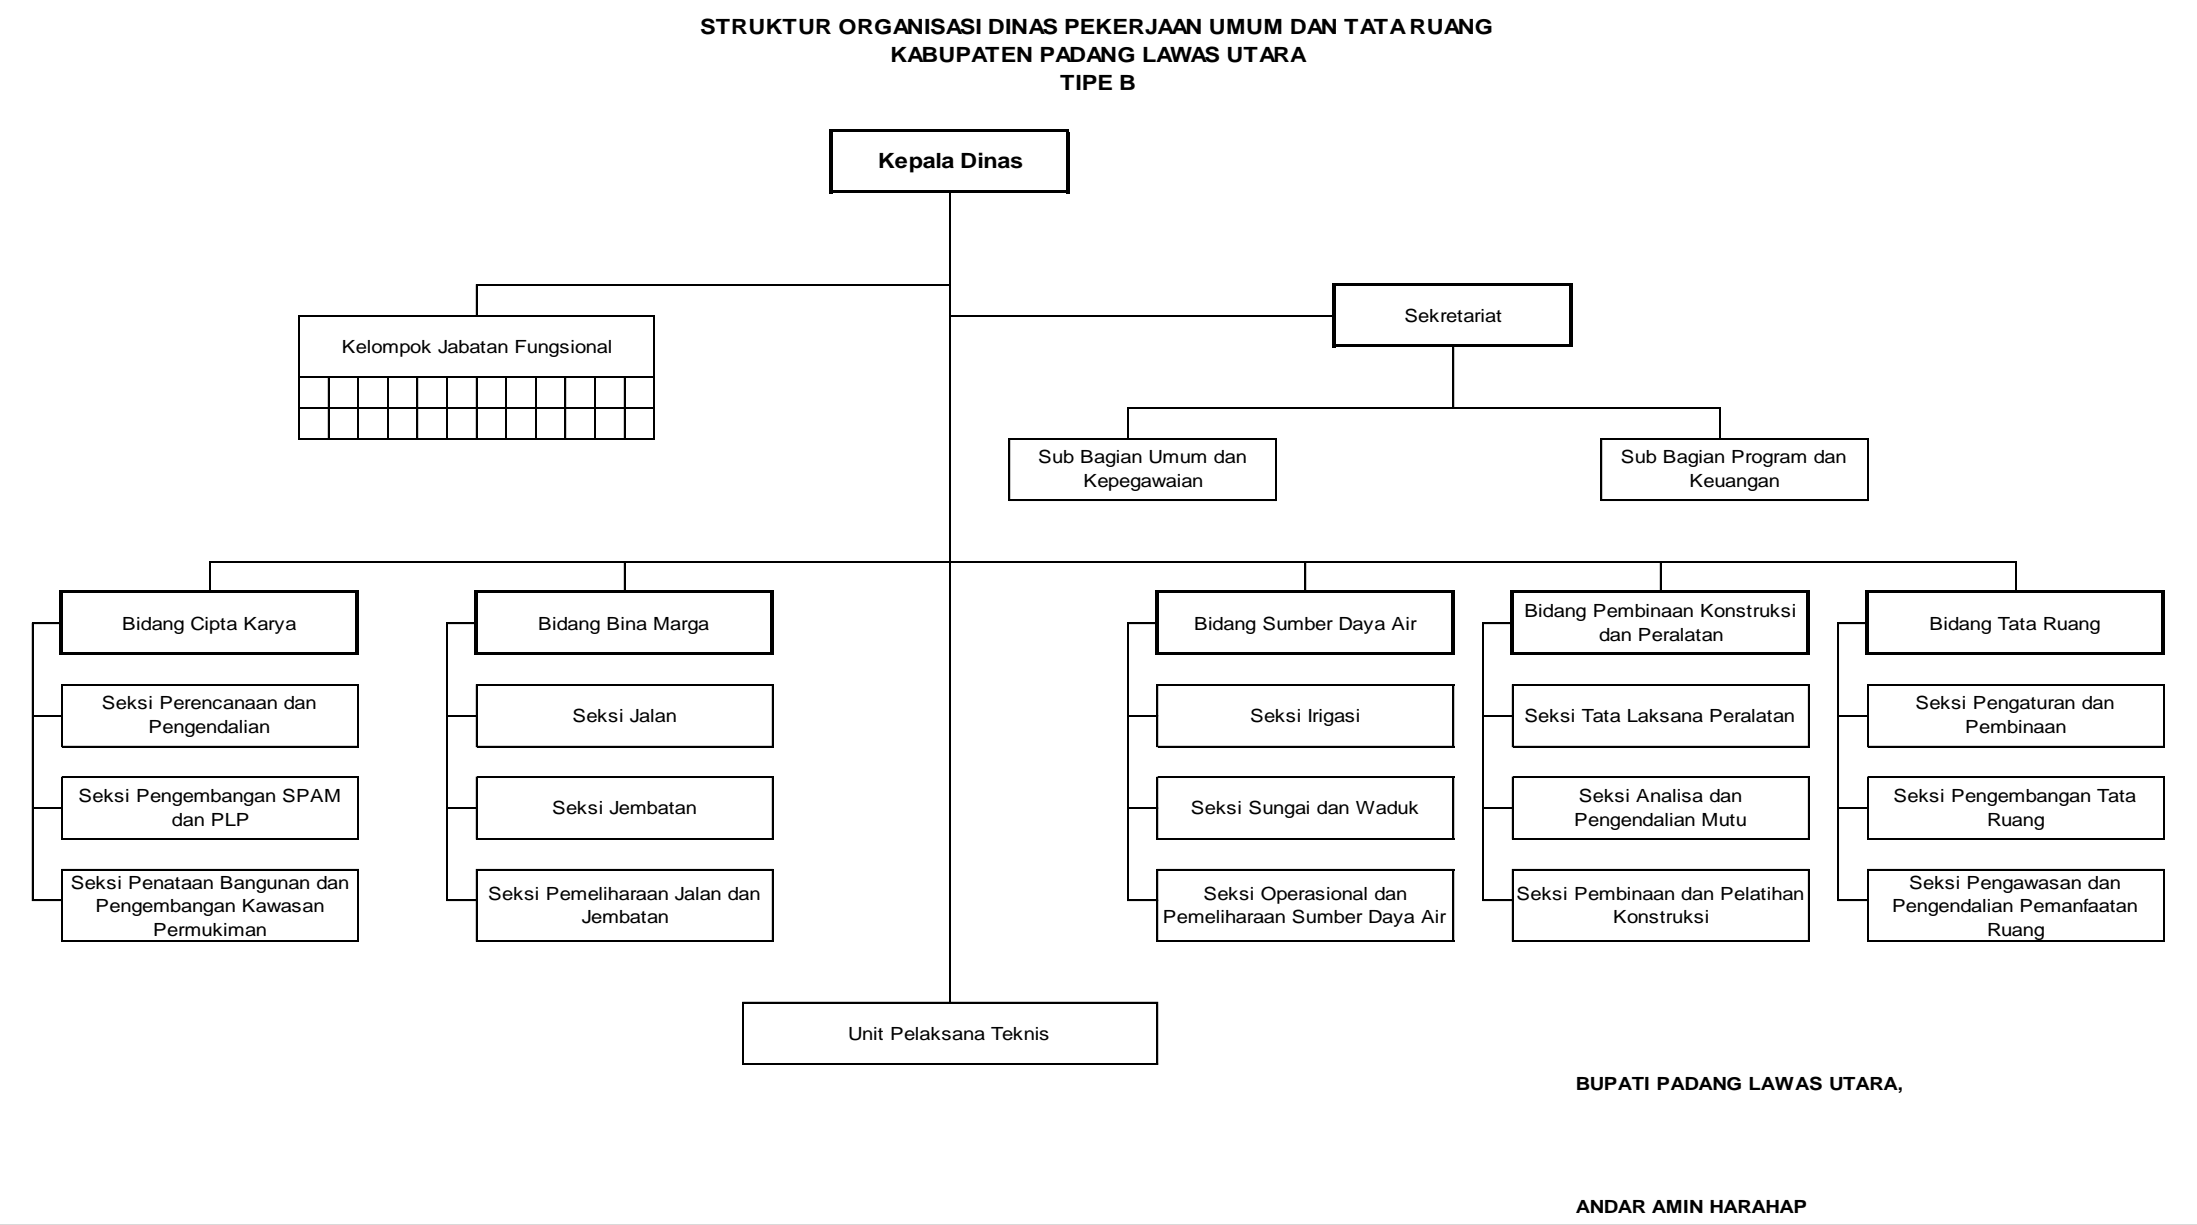 STRUKTUR ORGANISASI DINAS PEKERJAAN UMUM DAN TATA RUANG
KABUPATEN PADANG LAWAS UTARA
TIPE B
Kepala Dinas
Sekretariat
Kelompok Jabatan Fungsional
Sub Bagian Umum dan
Kepegawaian
Sub Bagian Program dan
Keuangan
Bidang Cipta Karya
Seksi Perencanaan dan
Pengendalian
Seksi Pengembangan SPAM
dan PLP
Seksi Penataan Bangunan dan
Pengembangan Kawasan
Permukiman
Bidang Bina Marga
Seksi Jalan
Seksi Jembatan
Seksi Pemeliharaan Jalan dan
Jembatan
Bidang Sumber Daya Air
Seksi Irigasi
Seksi Sungai dan Waduk
Seksi Operasional dan
Pemeliharaan Sumber Daya Air
Bidang Pembinaan Konstruksi
dan Peralatan
Seksi Tata Laksana Peralatan
Seksi Analisa dan
Pengendalian Mutu
Seksi Pembinaan dan Pelatihan
Konstruksi
Bidang Tata Ruang
Seksi Pengaturan dan
Pembinaan
Seksi Pengembangan Tata
Ruang
Seksi Pengawasan dan
Pengendalian Pemanfaatan
Ruang
Unit Pelaksana Teknis
BUPATI PADANG LAWAS UTARA,
ANDAR AMIN HARAHAP